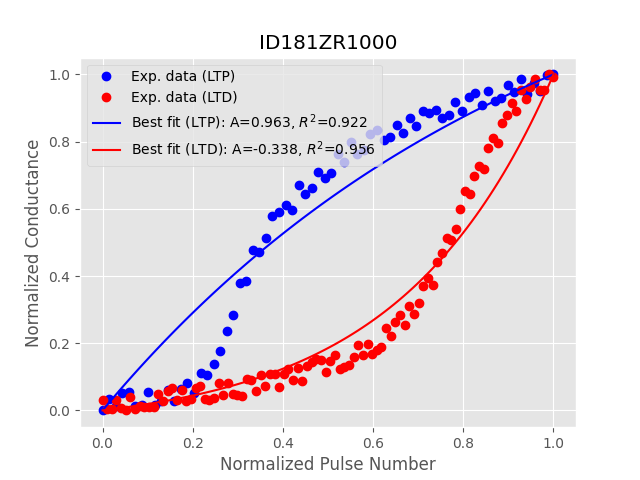 ID181ZR1000
Exp. data (LTP)
Exp. data (LTD)
Best fit (LTP): A=0.963, R²=0.922
Best fit (LTD): A=-0.338, R²=0.956
Normalized Conductance
1.0
0.8
0.6
0.4
0.2
0.0
0.0 0.2 0.4 0.6 0.8 1.0
Normalized Pulse Number